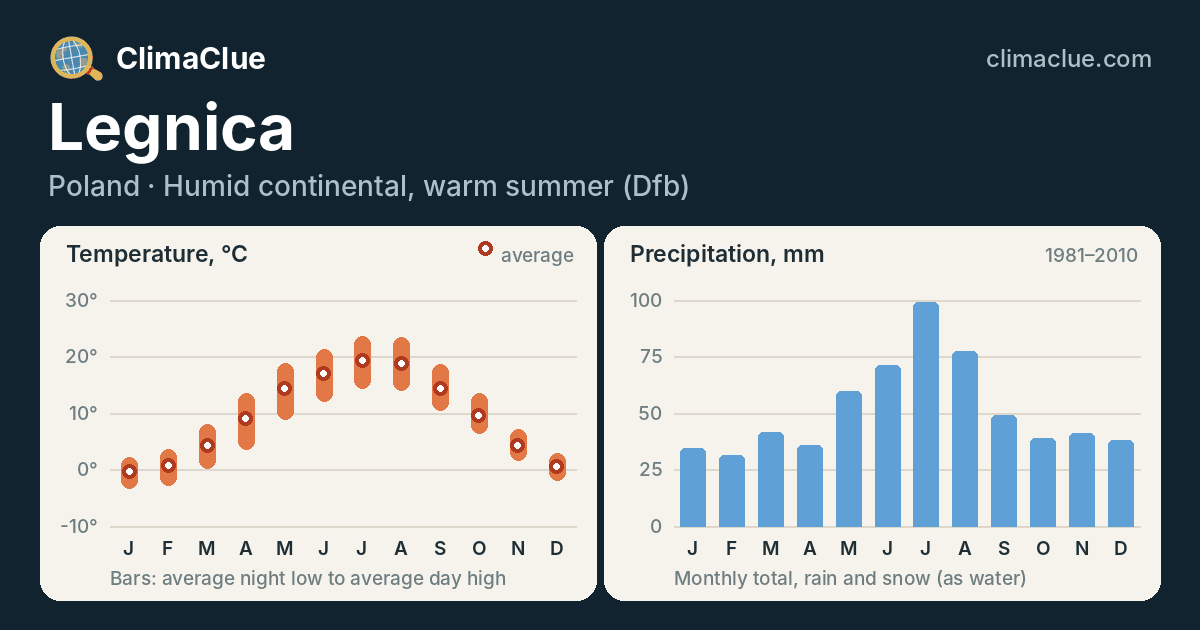 ClimaClue
climaclue.com
Legnica
Poland · Humid continental, warm summer (Dfb)
Temperature, °C
average
30°
20°
10°
0°
-10°
J F M A M J J A S O N D
Bars: average night low to average day high
Precipitation, mm
1981–2010
100
75
50
25
0
J F M A M J J A S O N D
Monthly total, rain and snow (as water)